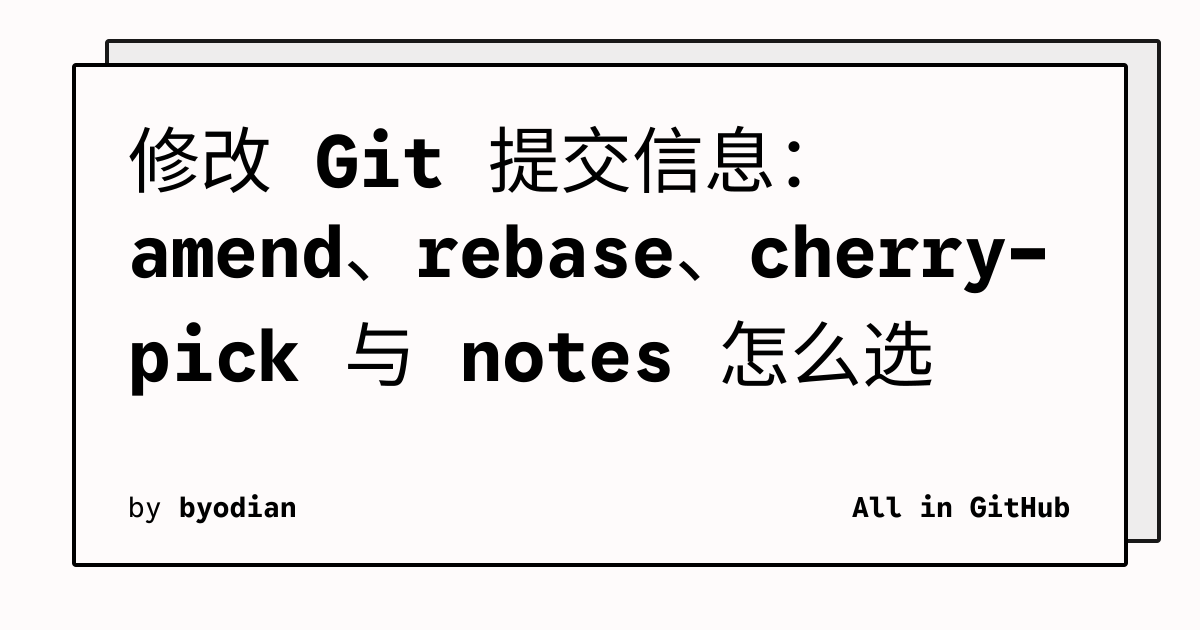 修改 Git 提交信息：
amend、rebase、cherry-
pick 与 notes 怎么选
by byodian
All in GitHub